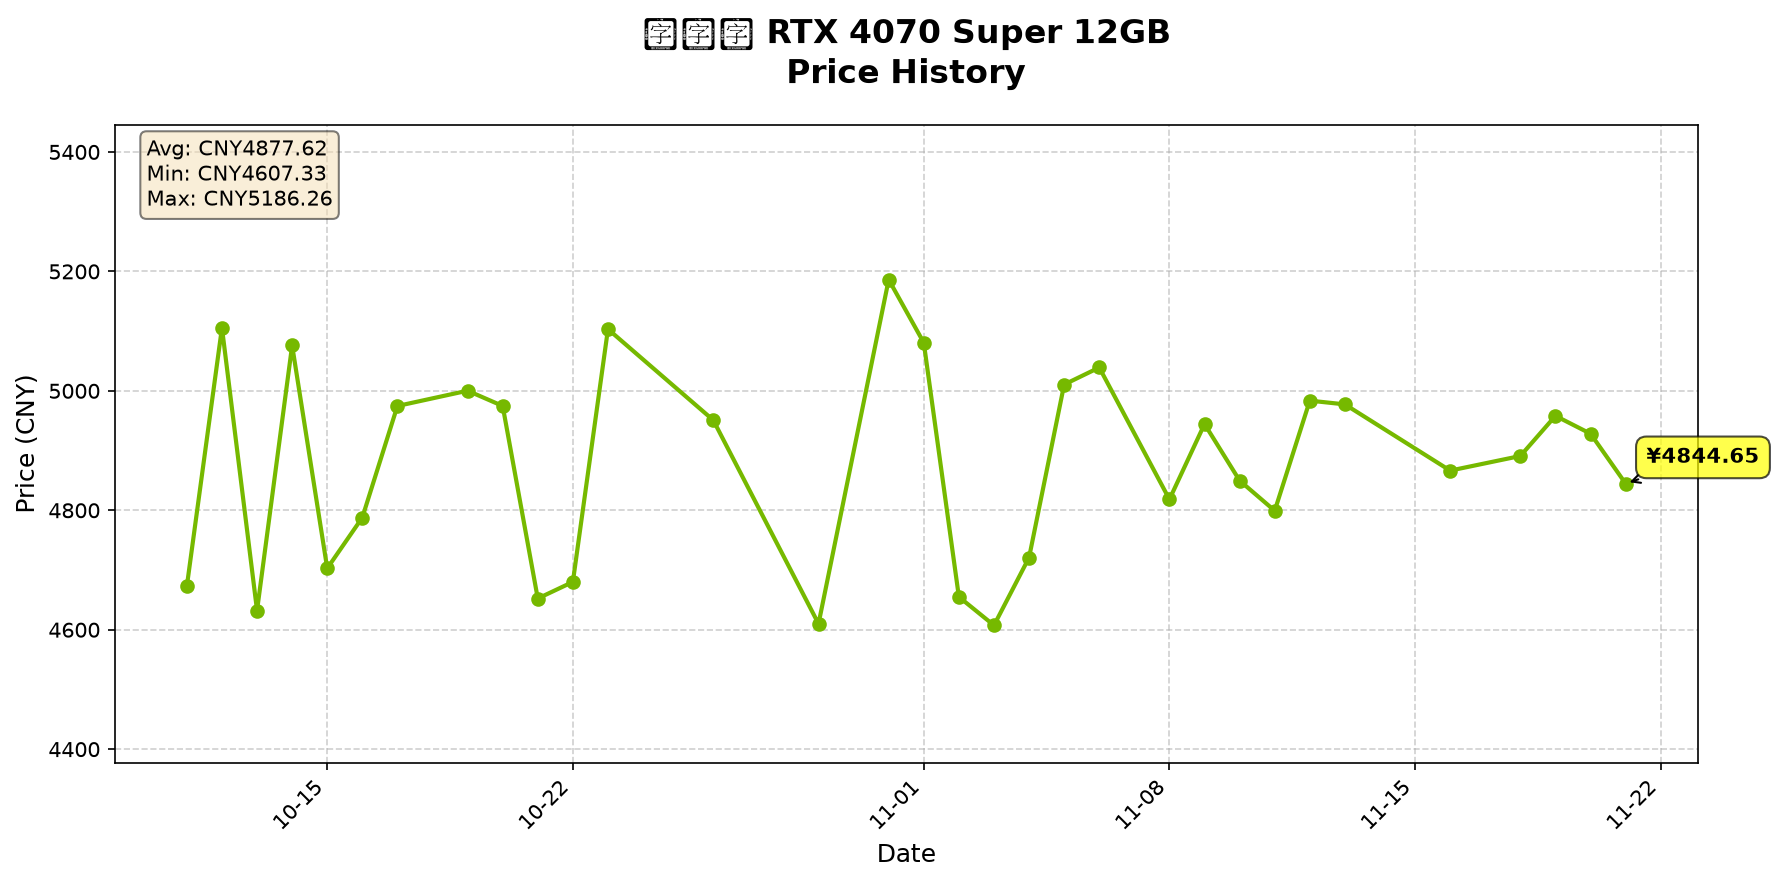 RTX 4070 Super 12GB
Price History
Avg: CNY4877.62
Min: CNY4607.33
Max: CNY5186.26
Price (CNY)
5400
5200
5000
4800
4600
4400
¥4844.65
10-15
10-22
11-01
11-08
11-15
11-22
Date